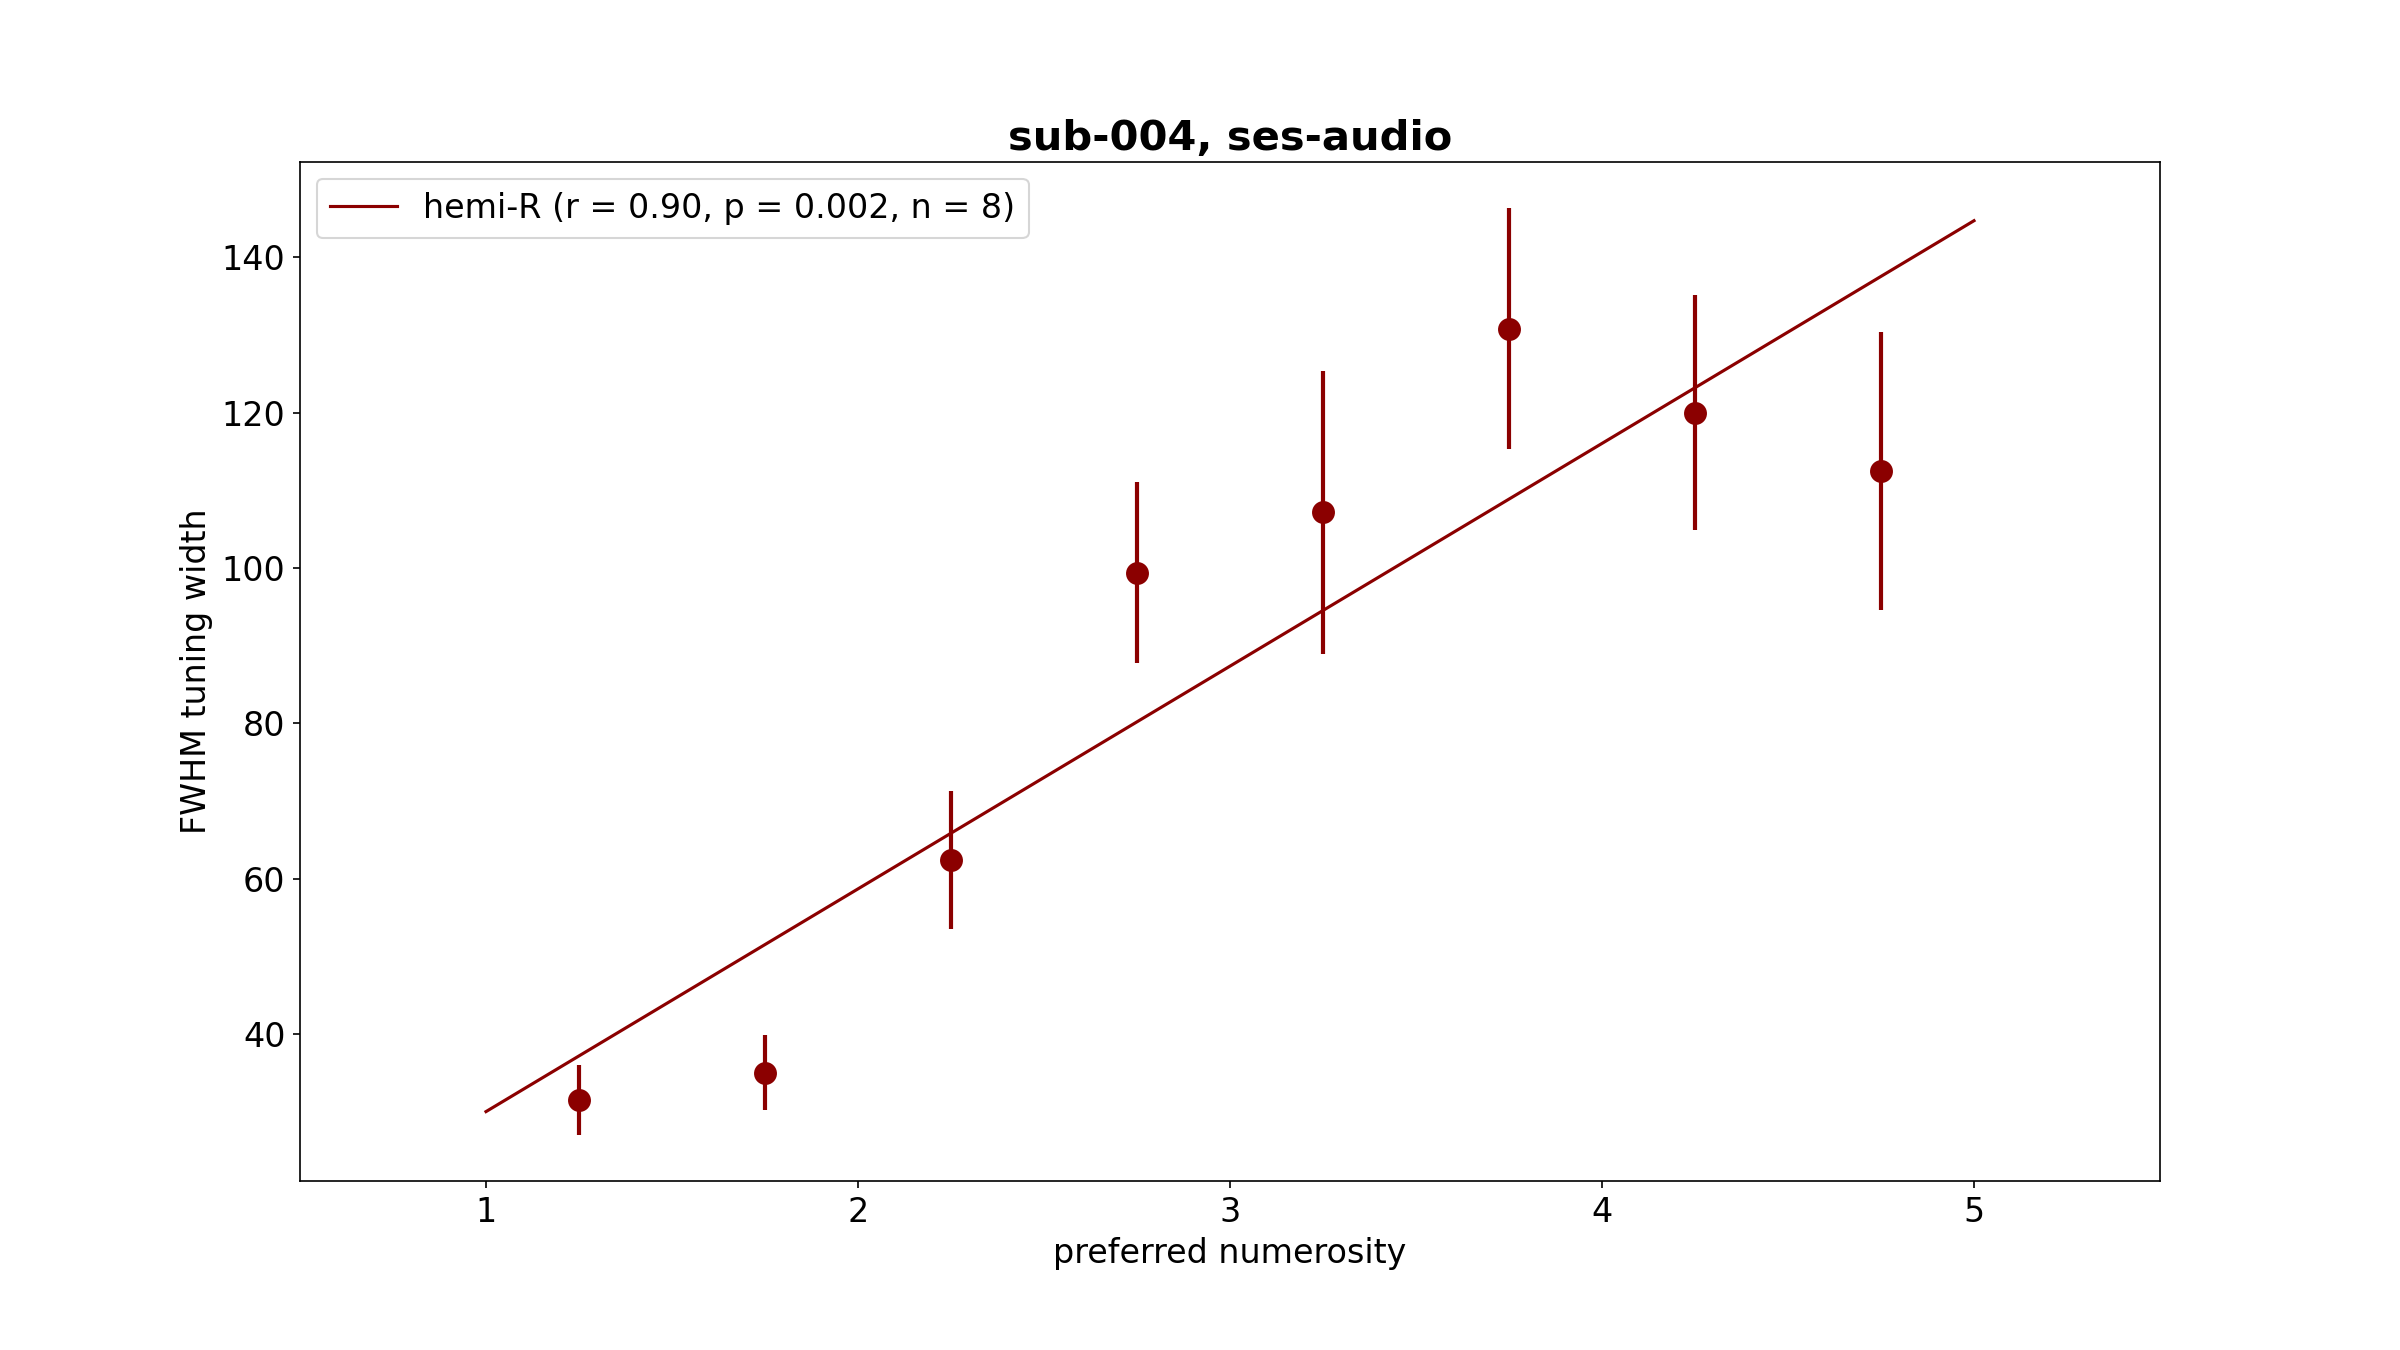 sub-004, ses-audio
hemi-R (r = 0.90, p = 0.002, n = 8)
FWHM tuning width
140
120
100
80
60
40
1 2 3 4 5
preferred numerosity